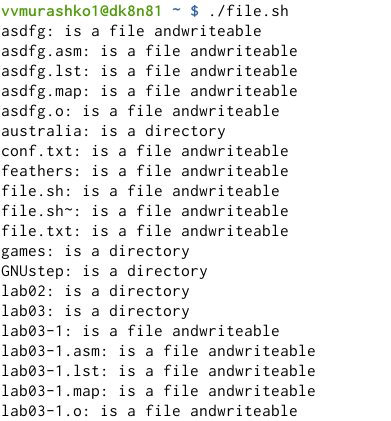 vvmurashko1@dk8n81 ~ $ ./file.sh
asdfg: is a file andwriteable
asdfg.asm: is a file andwriteable
asdfg.lst: is a file andwriteable
asdfg.map: is a file andwriteable
asdfg.o: is a file andwriteable
australia: is a directory
conf.txt: is a file andwriteable
feathers: is a file andwriteable
file.sh: is a file andwriteable
file.sh~: is a file andwriteable
file.txt: is a file andwriteable
games: is a directory
GNUstep: is a directory
lab02: is a directory
lab03: is a directory
lab03-1: is a file andwriteable
lab03-1.asm: is a file andwriteable
lab03-1.lst: is a file andwriteable
lab03-1.map: is a file andwriteable
lab03-1.o: is a file andwriteable